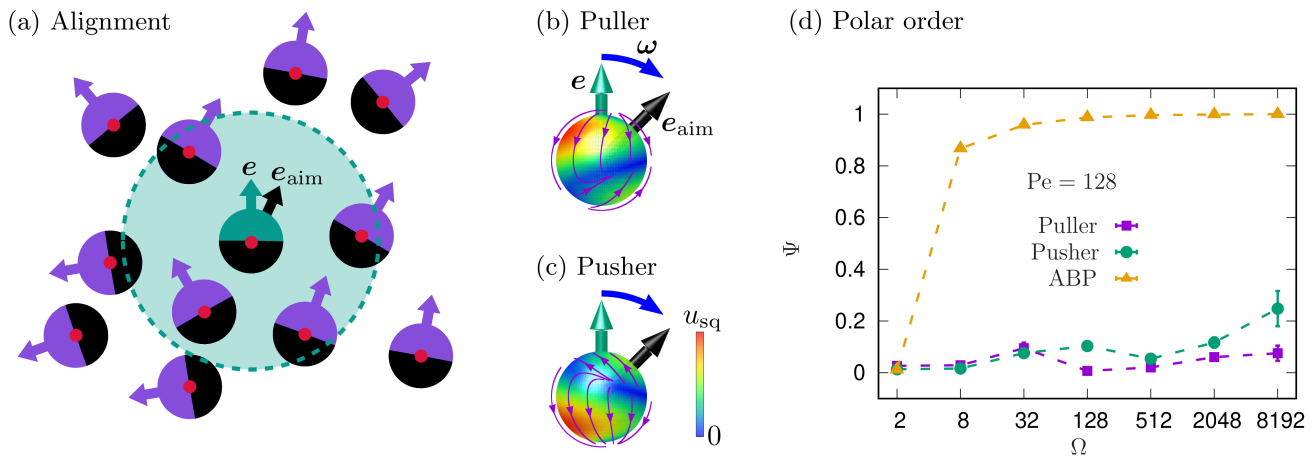 (a) Alignment
e
e_aim
(b) Puller
ω
e
e_aim
(c) Pusher
u_sq
0
(d) Polar order
1
0.8
0.6
0.4
0.2
0
Ψ
Pe = 128
Puller
Pusher
ABP
2 8 32 128 512 2048 8192
Ω